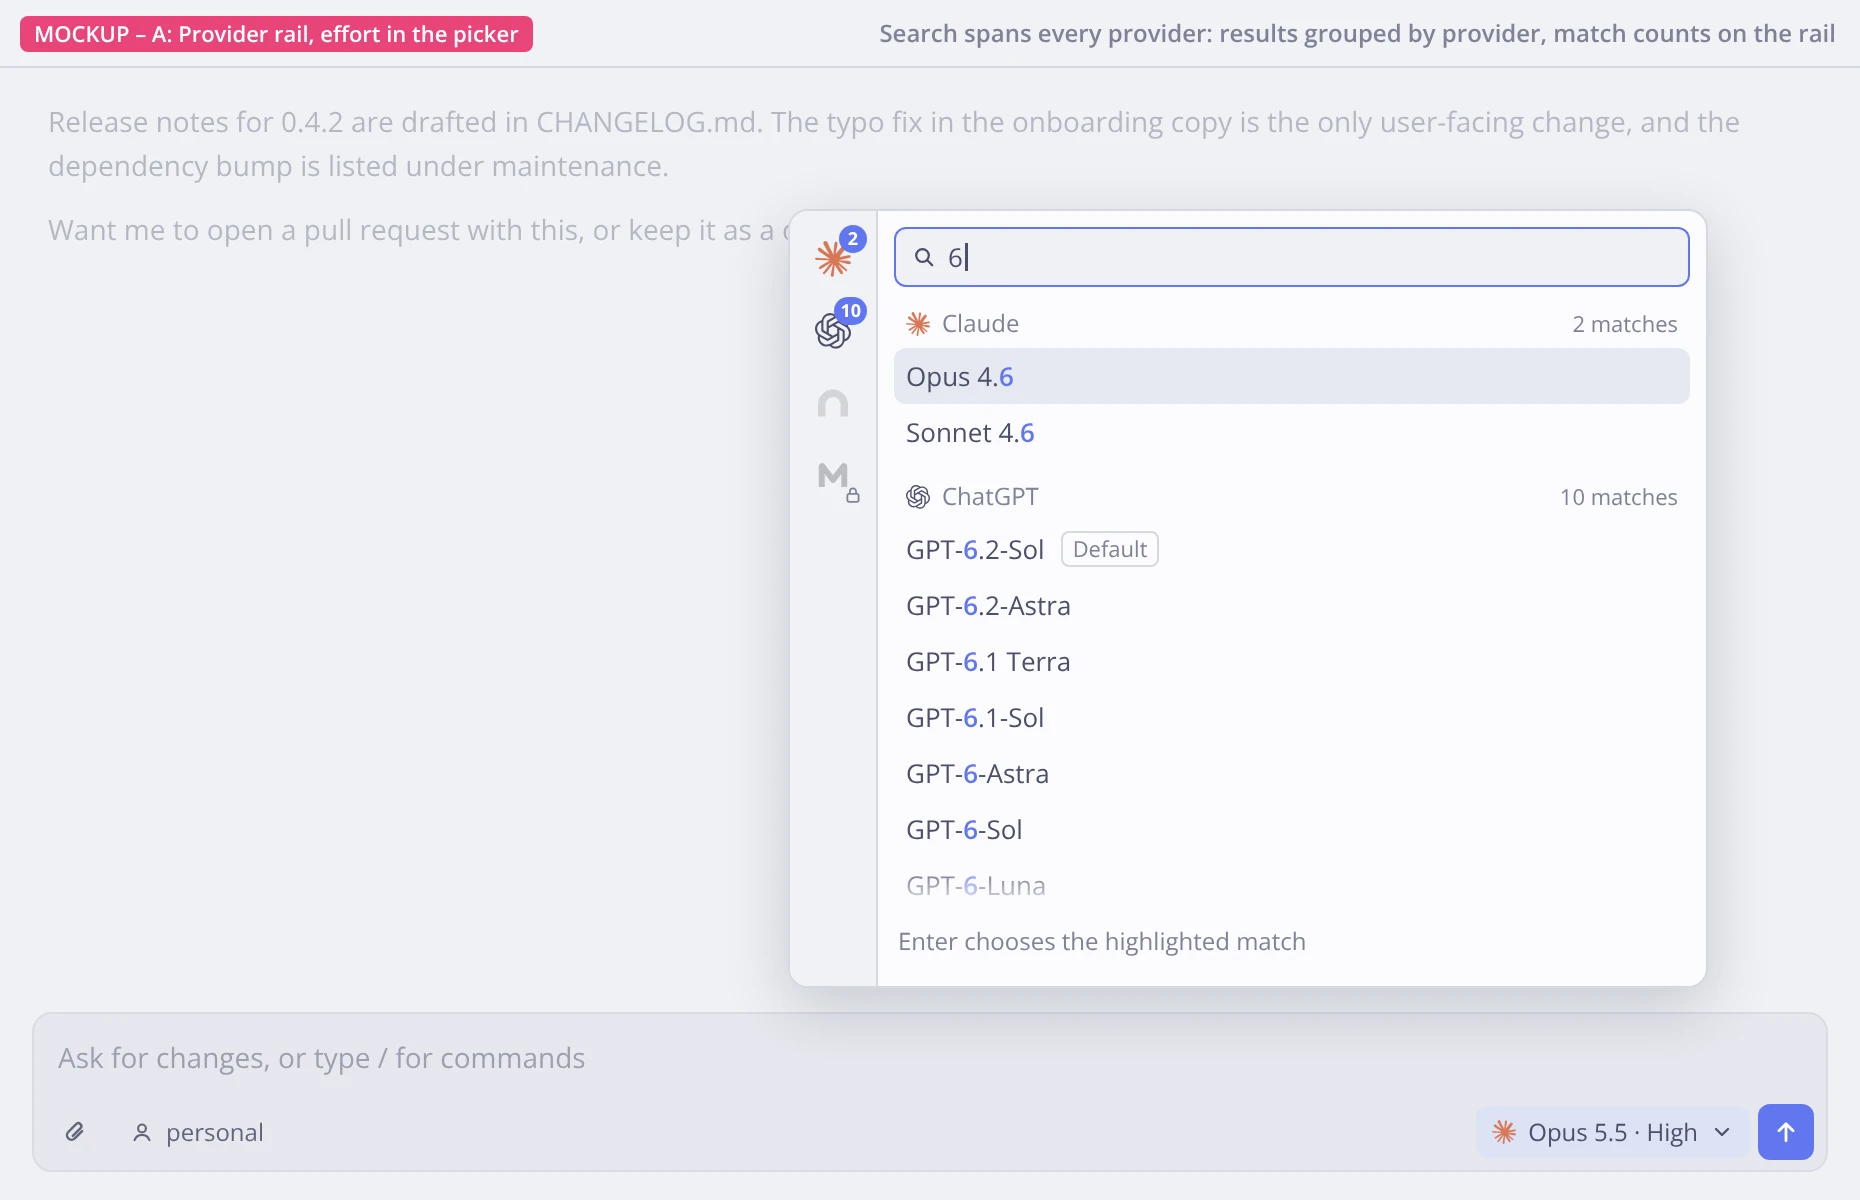 MOCKUP – A: Provider rail, effort in the picker
Search spans every provider: results grouped by provider, match counts on the rail
Release notes for 0.4.2 are drafted in CHANGELOG.md. The typo fix in the onboarding copy is the only user-facing change, and the
dependency bump is listed under maintenance.
Want me to open a pull request with this, or keep it as a
2
10
6
Claude
2 matches
Opus 4.6
Sonnet 4.6
ChatGPT
10 matches
GPT-6.2-Sol Default
GPT-6.2-Astra
GPT-6.1 Terra
GPT-6.1-Sol
GPT-6-Astra
GPT-6-Sol
GPT-6-Luna
Enter chooses the highlighted match
Ask for changes, or type / for commands
personal
Opus 5.5 · High